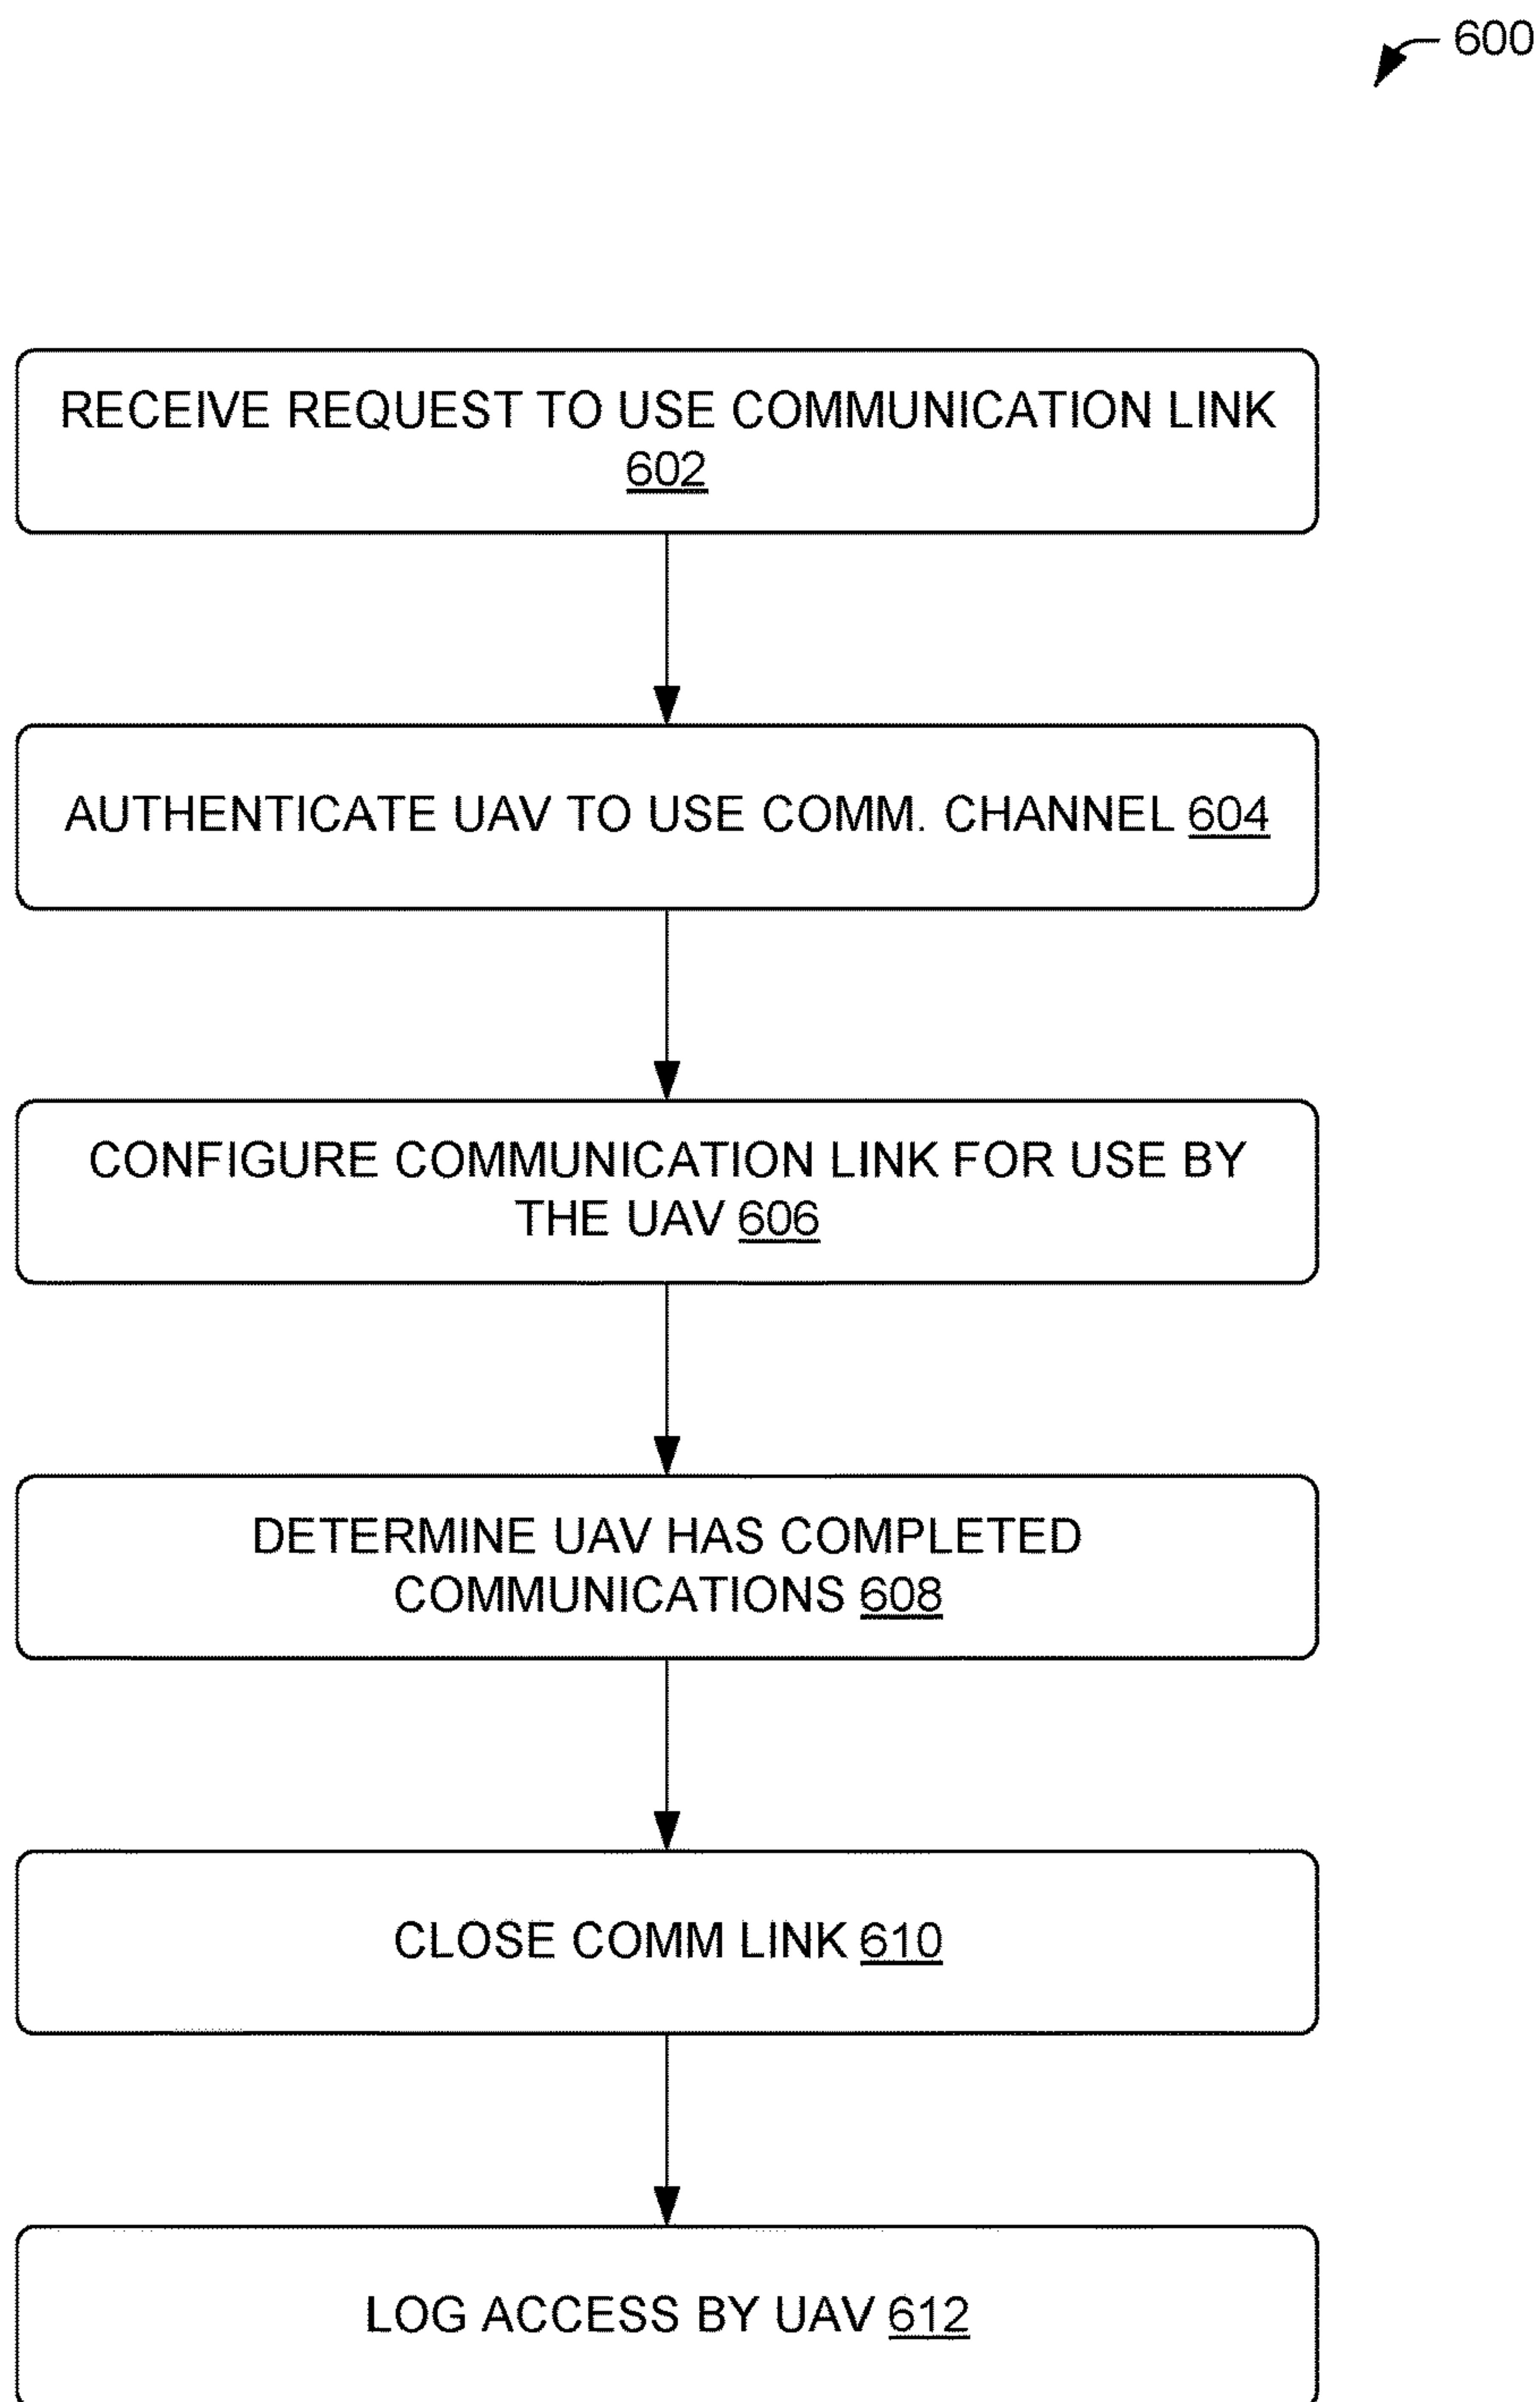 600
RECEIVE REQUEST TO USE COMMUNICATION LINK
602
AUTHENTICATE UAV TO USE COMM. CHANNEL 604
CONFIGURE COMMUNICATION LINK FOR USE BY
THE UAV 606
DETERMINE UAV HAS COMPLETED
COMMUNICATIONS 608
CLOSE COMM LINK 610
LOG ACCESS BY UAV 612